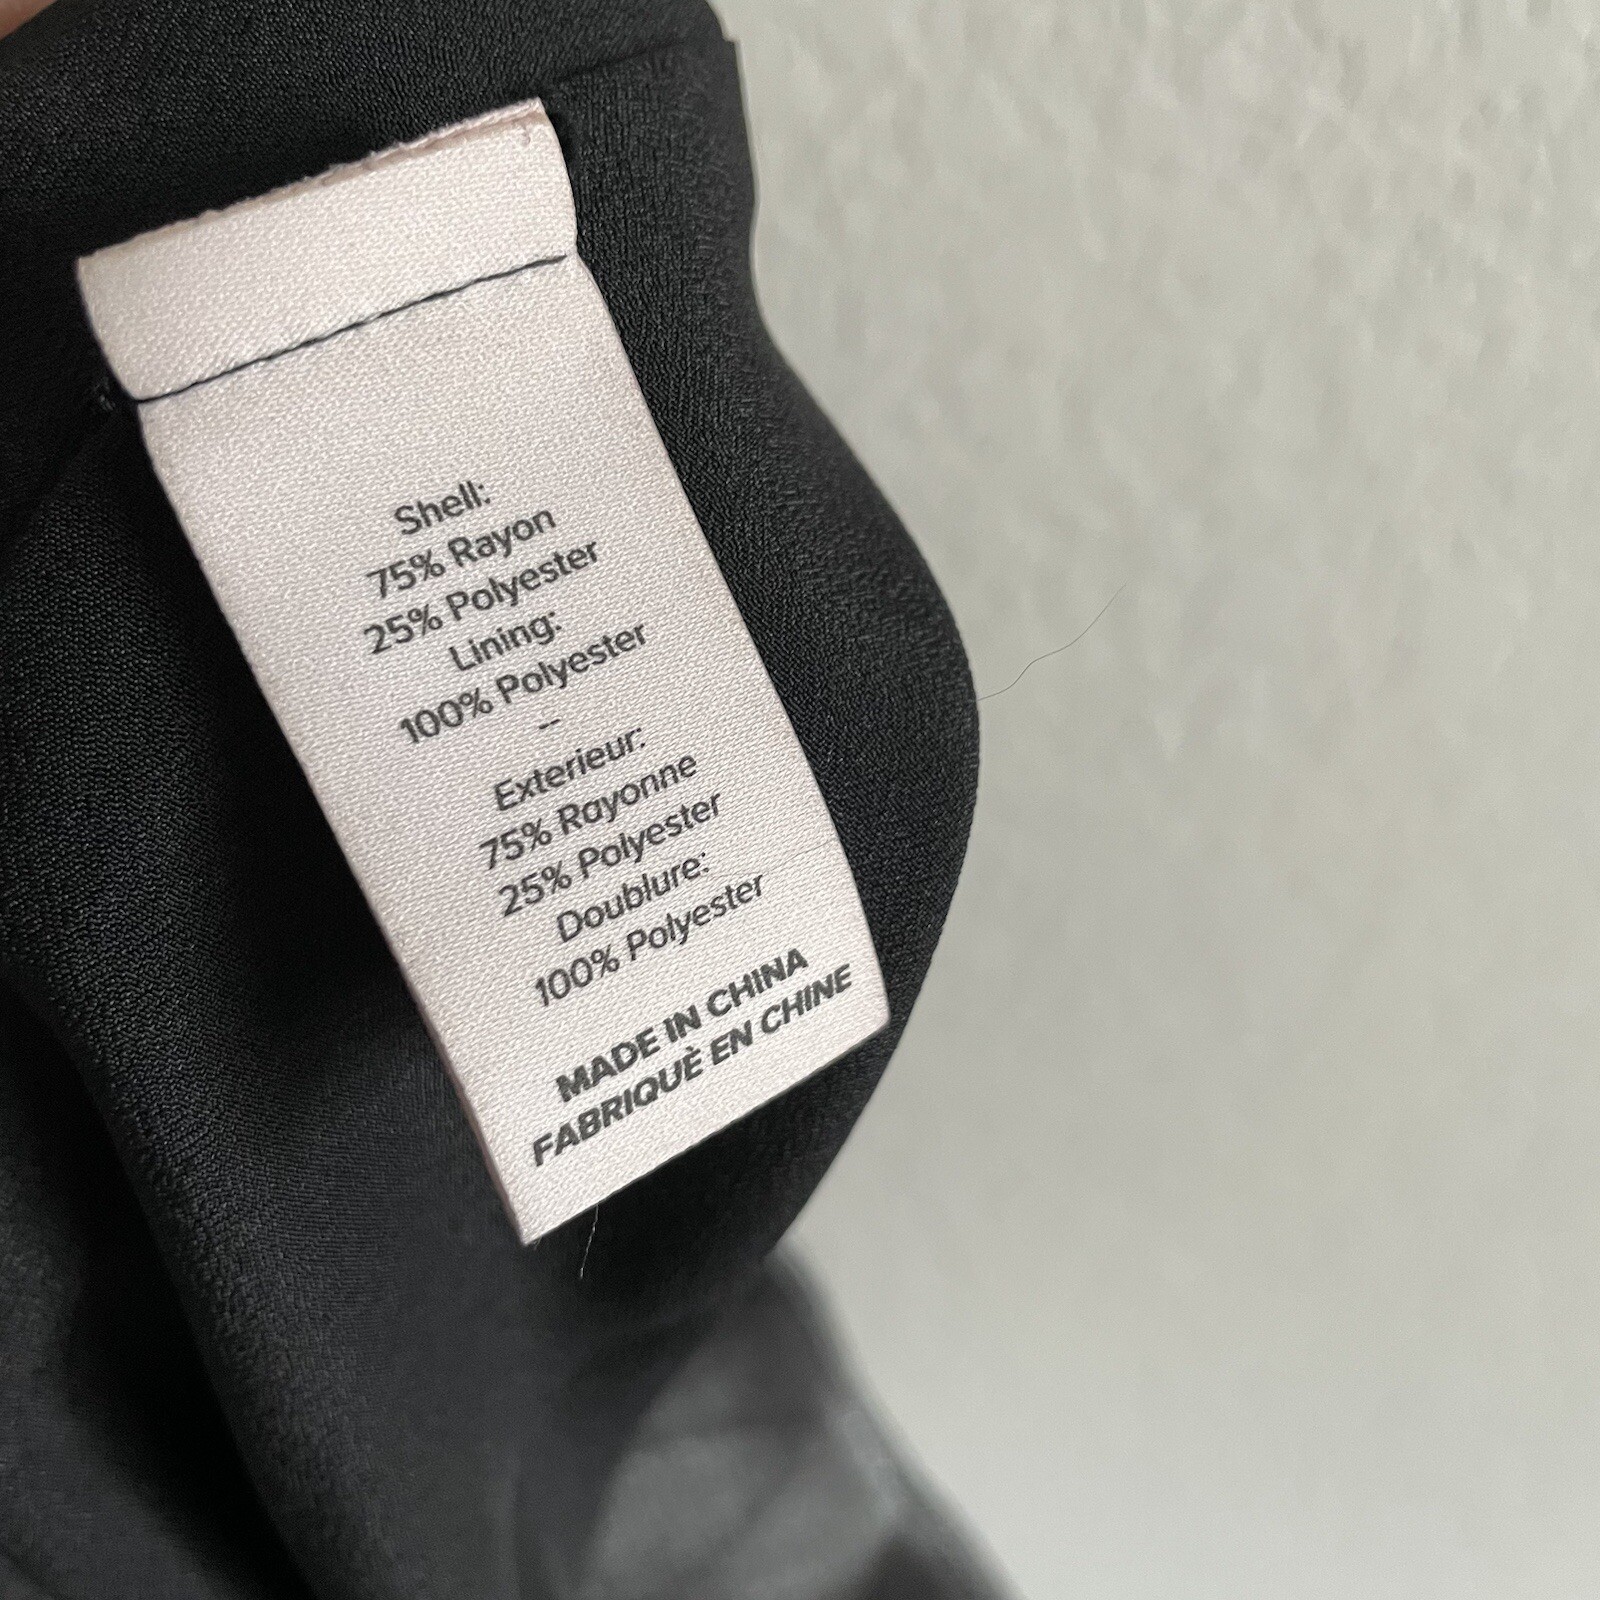 Shell:
75% Rayon
25% Polyester
Lining:
100% Polyester
–
Exterieur:
75% Rayonne
25% Polyester
Doublure:
100% Polyester
MADE IN CHINA
FABRIQUÈ EN CHINE